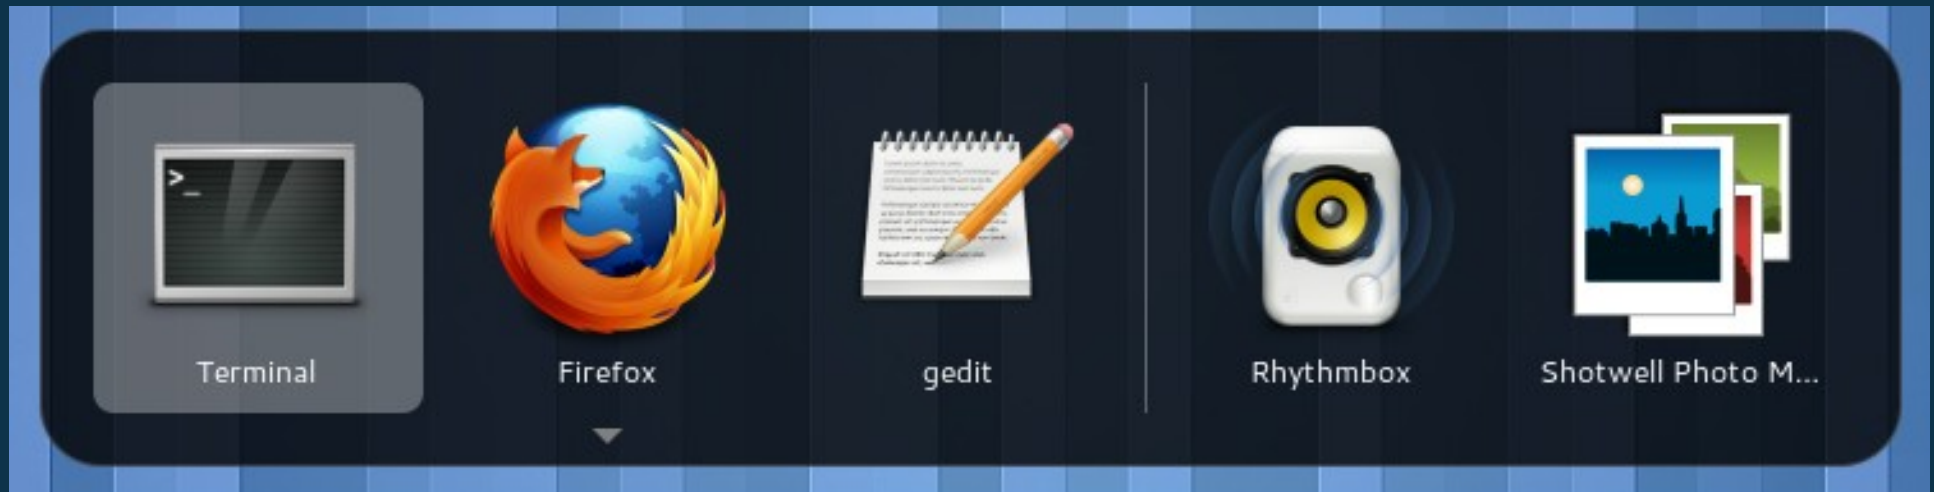 >_
Terminal
Firefox
gedit
Rhythmbox
Shotwell Photo M...